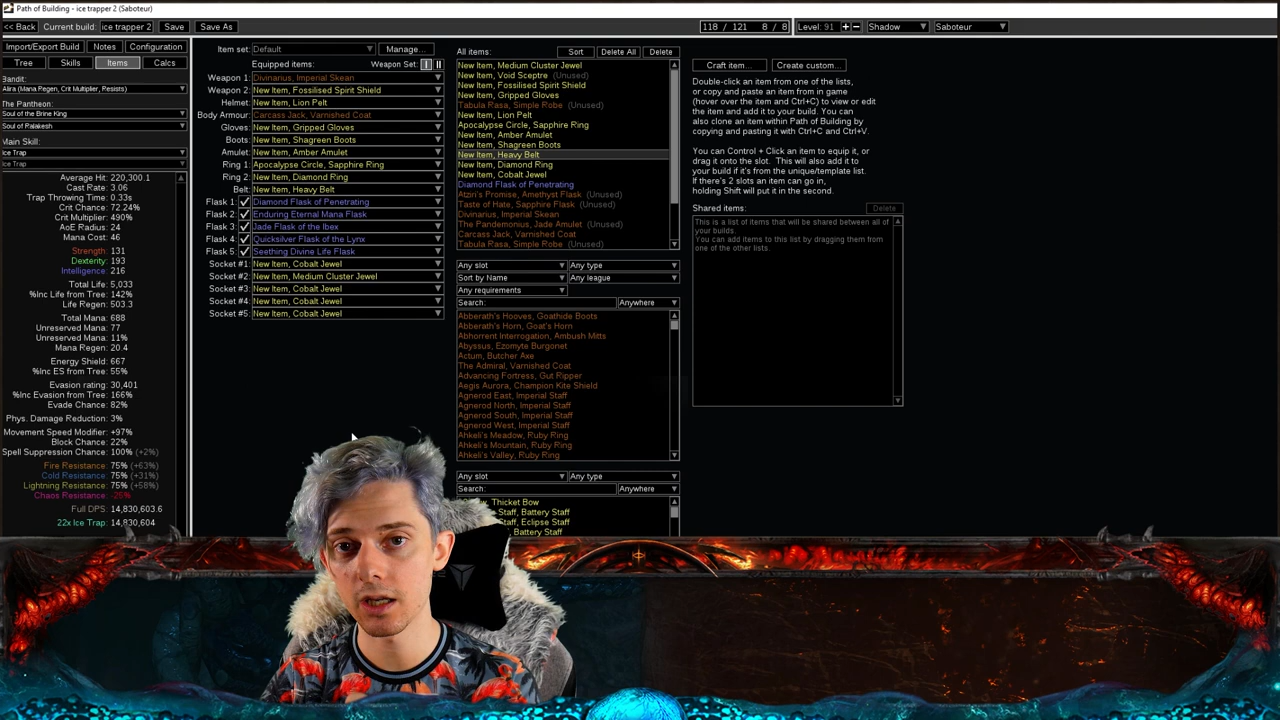 Path of Building - ice trapper 2 (Saboteur)
<< Back Current build: ice trapper 2 Save Save As 118 / 121 8 / 8 Level: 91 + - Shadow Saboteur
Import/Export Build Notes Configuration
Tree Skills Items Calcs
Bandit:
Alira (Mana Regen, Crit Multiplier, Resists)
The Pantheon:
Soul of the Brine King
Soul of Ralakesh
Main Skill:
Ice Trap
Ice Trap
Average Hit: 220,300.1
Cast Rate: 3.06
Trap Throwing Time: 0.33s
Crit Chance: 72.24%
Crit Multiplier: 490%
AoE Radius: 24
Mana Cost: 46
Strength: 131
Dexterity: 193
Intelligence: 216
Total Life: 5,033
%Inc Life from Tree: 142%
Life Regen: 503.3
Total Mana: 688
Unreserved Mana: 77
Unreserved Mana: 11%
Mana Regen: 20.4
Energy Shield: 667
%Inc ES from Tree: 55%
Evasion rating: 30,401
%Inc Evasion from Tree: 166%
Evade Chance: 82%
Phys. Damage Reduction: 3%
Movement Speed Modifier: +97%
Block Chance: 22%
Spell Suppression Chance: 100% (+2%)
Fire Resistance: 75% (+63%)
Cold Resistance: 75% (+31%)
Lightning Resistance: 75% (+58%)
Chaos Resistance: -25%
Full DPS: 14,830,603.6
22x Ice Trap: 14,830,604
Item set: Default Manage...
Equipped items: Weapon Set: I II
Weapon 1: Divinarius, Imperial Skean
Weapon 2: New Item, Fossilised Spirit Shield
Helmet: New Item, Lion Pelt
Body Armour: Carcass Jack, Varnished Coat
Gloves: New Item, Gripped Gloves
Boots: New Item, Shagreen Boots
Amulet: New Item, Amber Amulet
Ring 1: Apocalypse Circle, Sapphire Ring
Ring 2: New Item, Diamond Ring
Belt: New Item, Heavy Belt
Flask 1: Diamond Flask of Penetrating
Flask 2: Enduring Eternal Mana Flask
Flask 3: Jade Flask of the Ibex
Flask 4: Quicksilver Flask of the Lynx
Flask 5: Seething Divine Life Flask
Socket #1: New Item, Cobalt Jewel
Socket #2: New Item, Medium Cluster Jewel
Socket #3: New Item, Cobalt Jewel
Socket #4: New Item, Cobalt Jewel
Socket #5: New Item, Cobalt Jewel
All items: Sort Delete All Delete
New Item, Medium Cluster Jewel
New Item, Void Sceptre (Unused)
New Item, Fossilised Spirit Shield
New Item, Gripped Gloves
Tabula Rasa, Simple Robe (Unused)
New Item, Lion Pelt
Apocalypse Circle, Sapphire Ring
New Item, Amber Amulet
New Item, Shagreen Boots
New Item, Heavy Belt
New Item, Diamond Ring
New Item, Cobalt Jewel
Diamond Flask of Penetrating
Atziri's Promise, Amethyst Flask (Unused)
Taste of Hate, Sapphire Flask (Unused)
Divinarius, Imperial Skean
The Pandemonius, Jade Amulet (Unused)
Carcass Jack, Varnished Coat
Tabula Rasa, Simple Robe (Unused)
Any slot Any type
Sort by Name Any league
Any requirements
Search: Anywhere
Abberath's Hooves, Goathide Boots
Abberath's Horn, Goat's Horn
Abhorrent Interrogation, Ambush Mitts
Abyssus, Ezomyte Burgonet
Actum, Butcher Axe
The Admiral, Varnished Coat
Advancing Fortress, Gut Ripper
Aegis Aurora, Champion Kite Shield
Agnerod East, Imperial Staff
Agnerod North, Imperial Staff
Agnerod South, Imperial Staff
Agnerod West, Imperial Staff
Ahkeli's Meadow, Ruby Ring
Ahkeli's Mountain, Ruby Ring
Ahkeli's Valley, Ruby Ring
Any slot Any type
Search: Anywhere
Thicket Bow
Staff, Battery Staff
Staff, Eclipse Staff
Battery Staff
Craft item... Create custom...
Double-click an item from one of the lists,
or copy and paste an item from in game
(hover over the item and Ctrl+C) to view or edit
the item and add it to your build. You can
also clone an item within Path of Building by
copying and pasting it with Ctrl+C and Ctrl+V.
You can Control + Click an item to equip it, or
drag it onto the slot. This will also add it to
your build if it's from the unique/template list.
If there's 2 slots an item can go in,
holding Shift will put it in the second.
Shared items: Delete
This is a list of items that will be shared between all of
your builds.
You can add items to this list by dragging them from
one of the other lists.